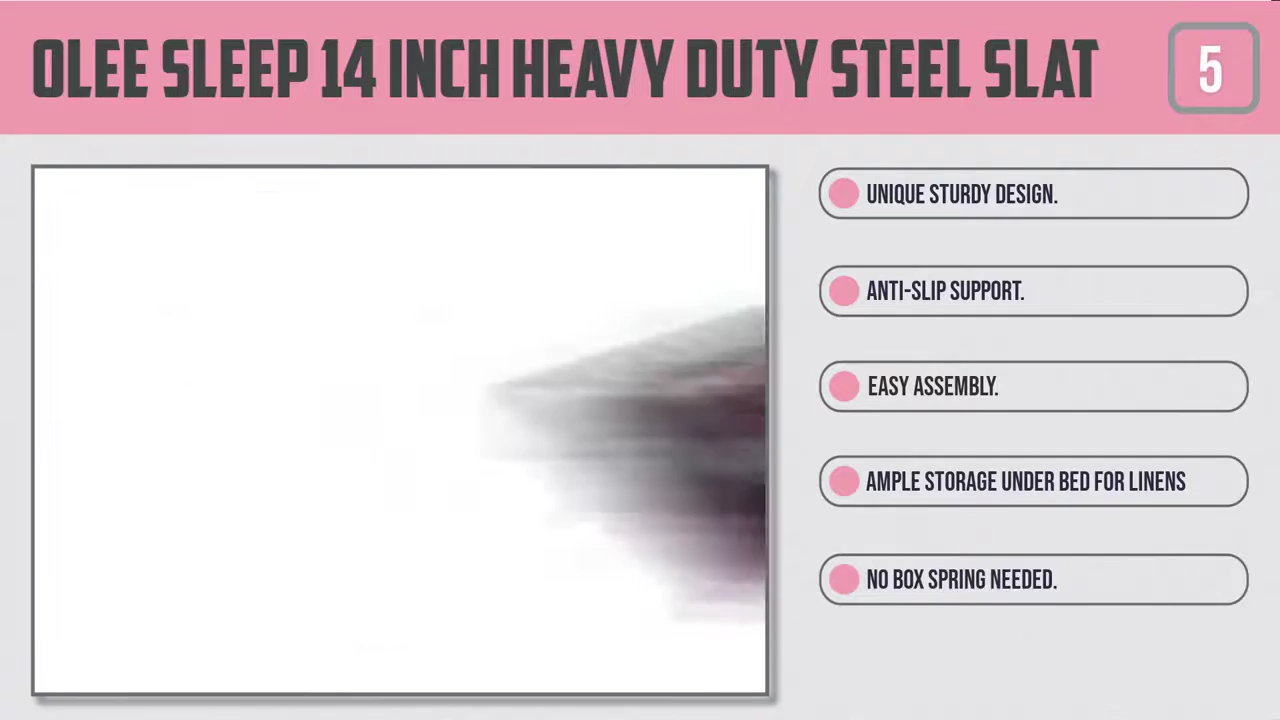 OLEE SLEEP 14 INCH HEAVY DUTY STEEL SLAT
5
UNIQUE STURDY DESIGN.
ANTI-SLIP SUPPORT.
EASY ASSEMBLY.
AMPLE STORAGE UNDER BED FOR LINENS
NO BOX SPRING NEEDED.